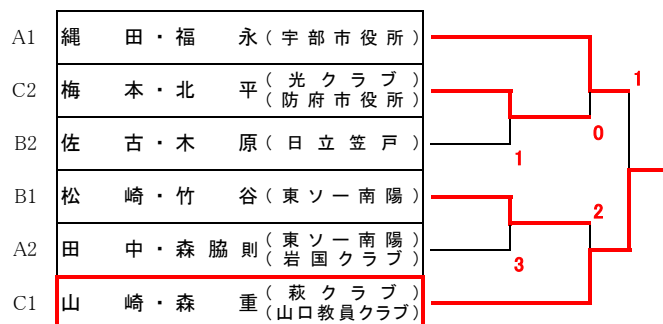 A1 縄田・福永(宇部市役所)
1
C2 梅本・北平(光クラブ)(防府市役所)
0
B2 佐古・木原(日立笠戸)
1
B1 松崎・竹谷(東ソー南陽)
2
A2 田中・森脇則(東ソー南陽)(岩国クラブ)
3
C1 山崎・森重(萩クラブ)(山口教員クラブ)